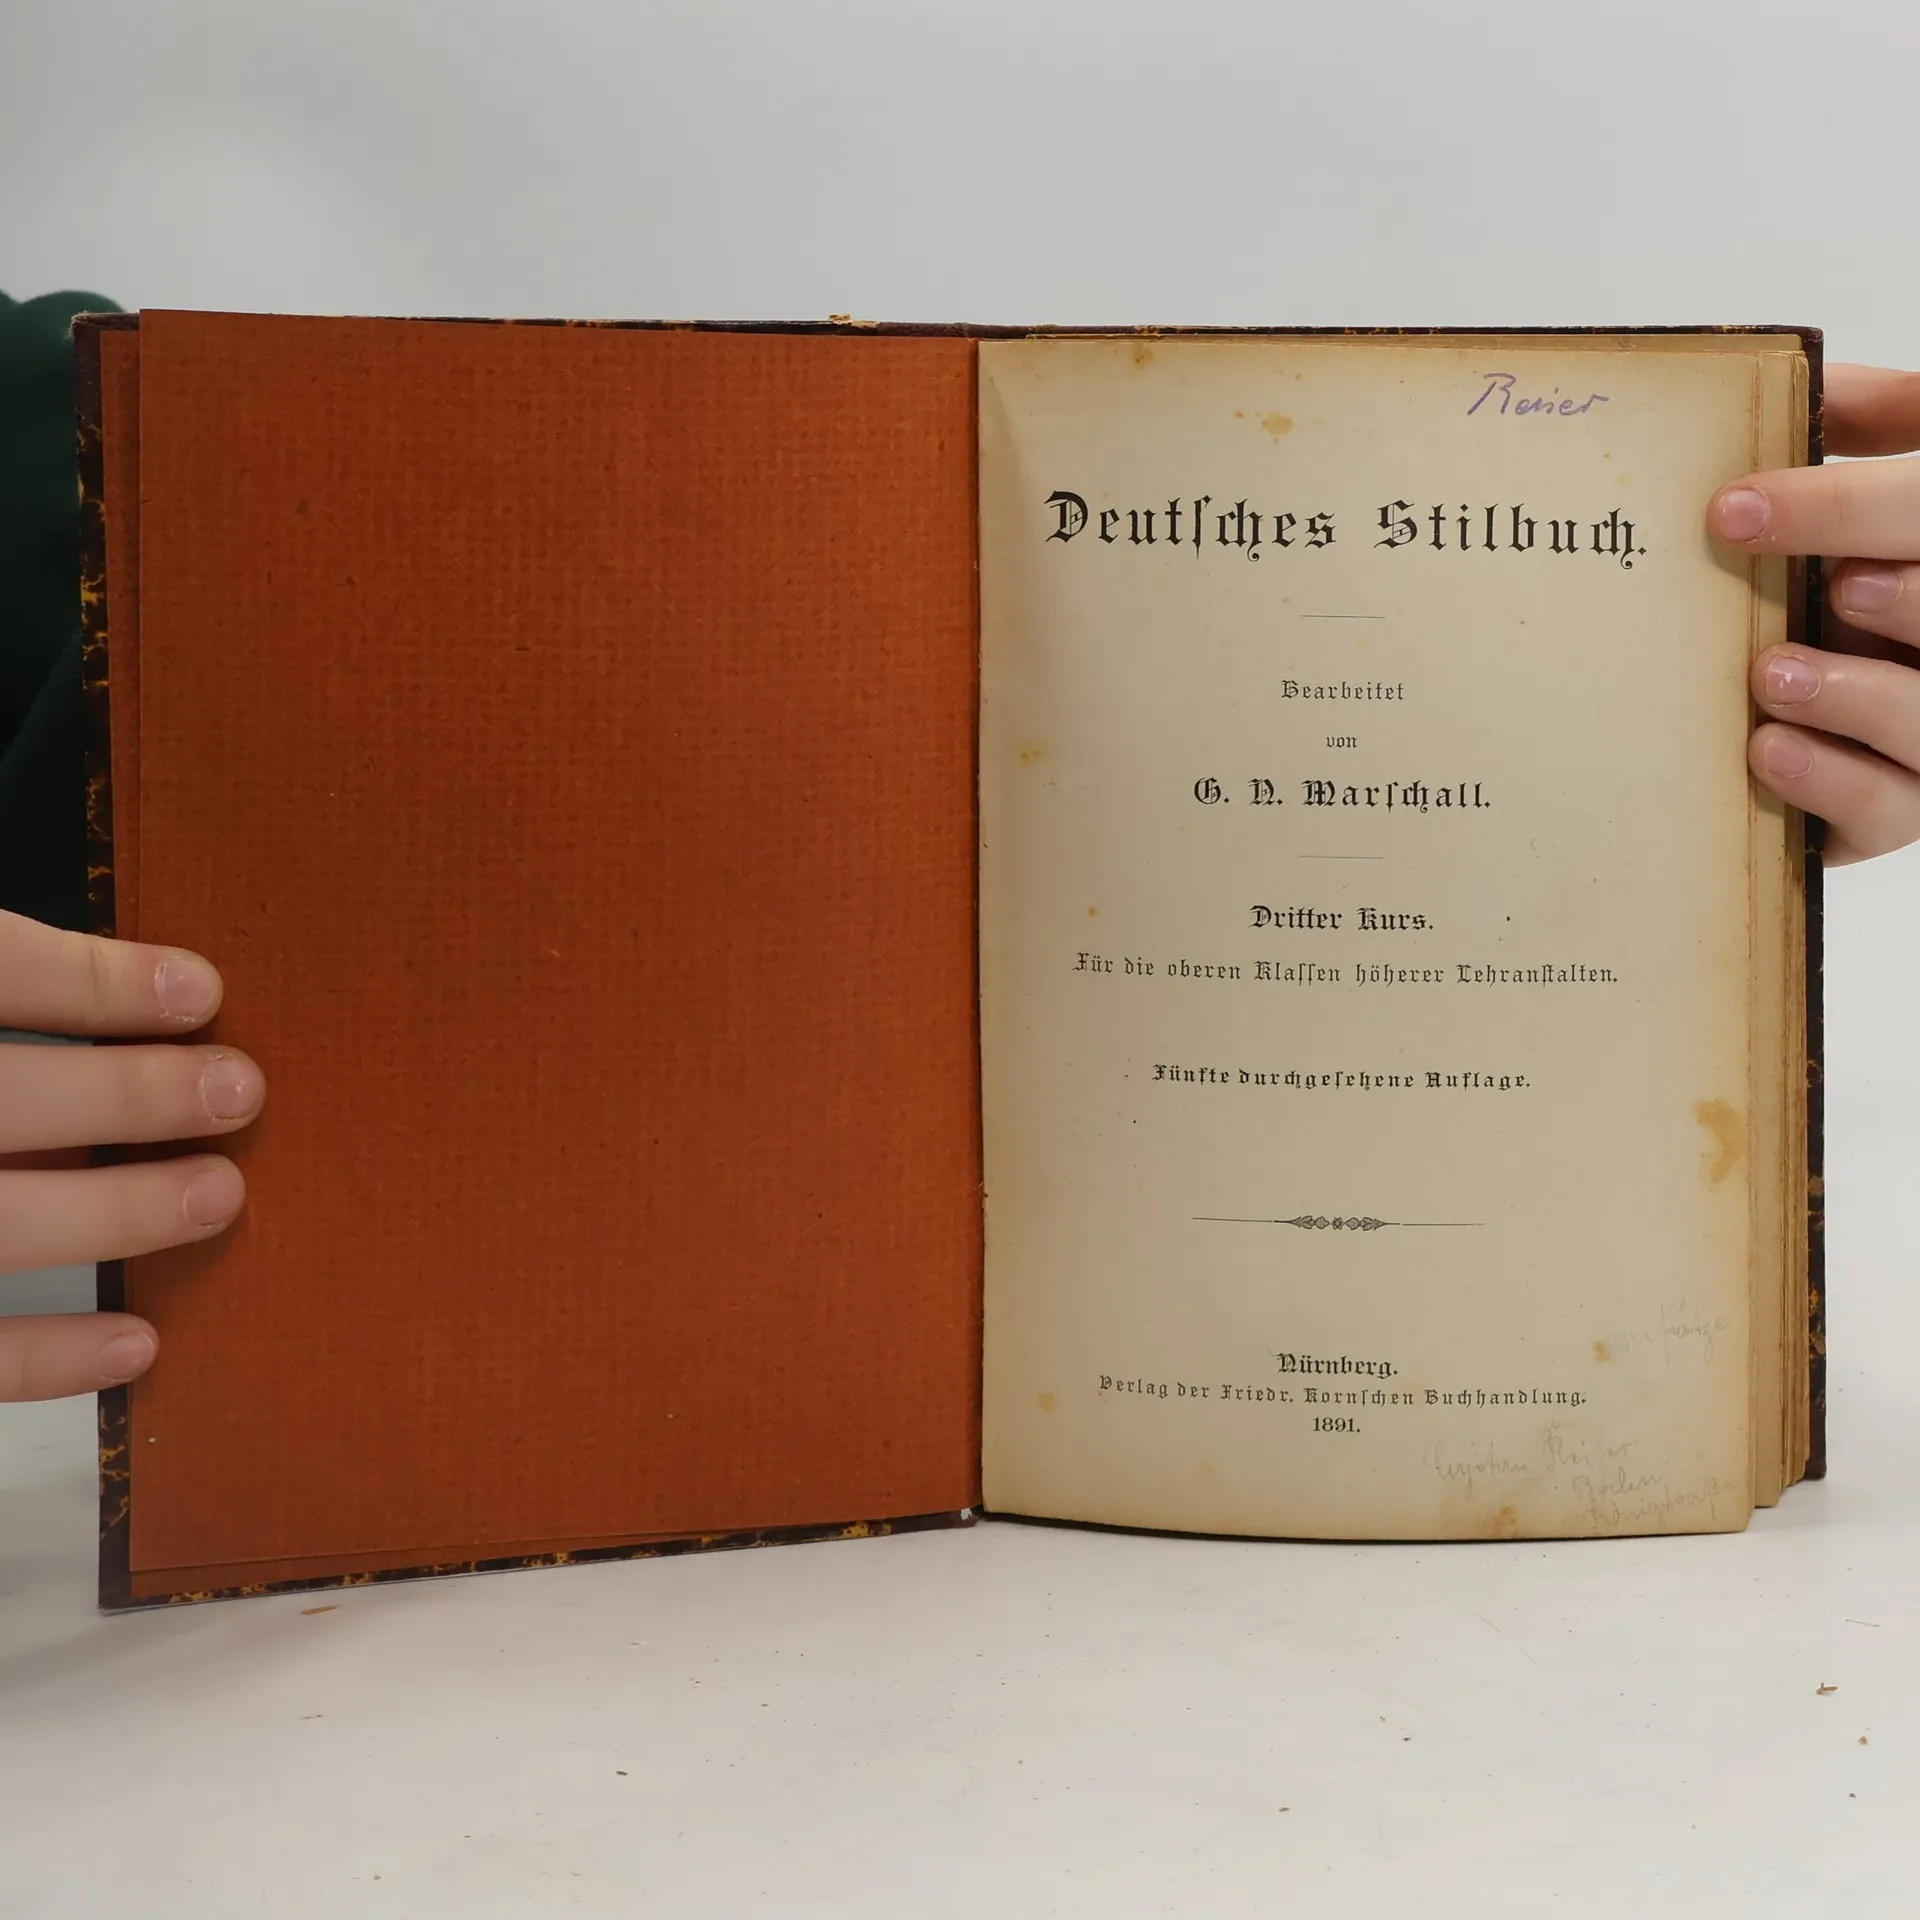 Deutſches Stilbuch.
Bearbeitet
von
G. N. Marſchall.
Dritter Kurs.
Für die oberen Klaſſen höherer Lehranſtalten.
Fünfte durchgeſehene Auflage.
Nürnberg.
Verlag der Friedr. Kornſchen Buchhandlung.
1891.